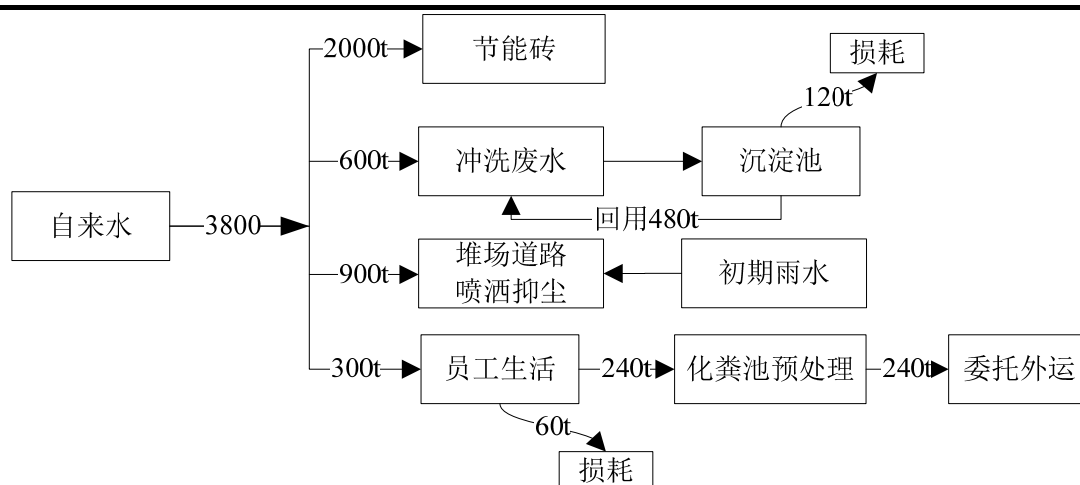 2000t
节能砖
损耗
120t
600t
冲洗废水
沉淀池
自来水
3800
回用480t
900t
堆场道路
喷洒抑尘
初期雨水
300t
员工生活
240t
化粪池预处理
240t
委托外运
60t
损耗